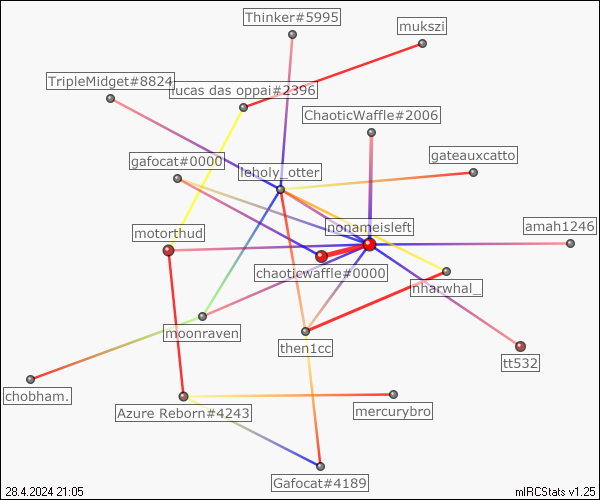 Thinker#5995
mukszi
TripleMidget#8824
lucas das oppai#2396
ChaoticWaffle#2006
gafocat#0000
leholy_otter
gateauxcatto
motorthud
nonameisleft
amah1246
chaoticwaffle#0000
nharwhal_
moonraven
then1cc
tt532
chobham.
Azure Reborn#4243
mercurybro
Gafocat#4189
28.4.2024 21:05
mIRCStats v1.25